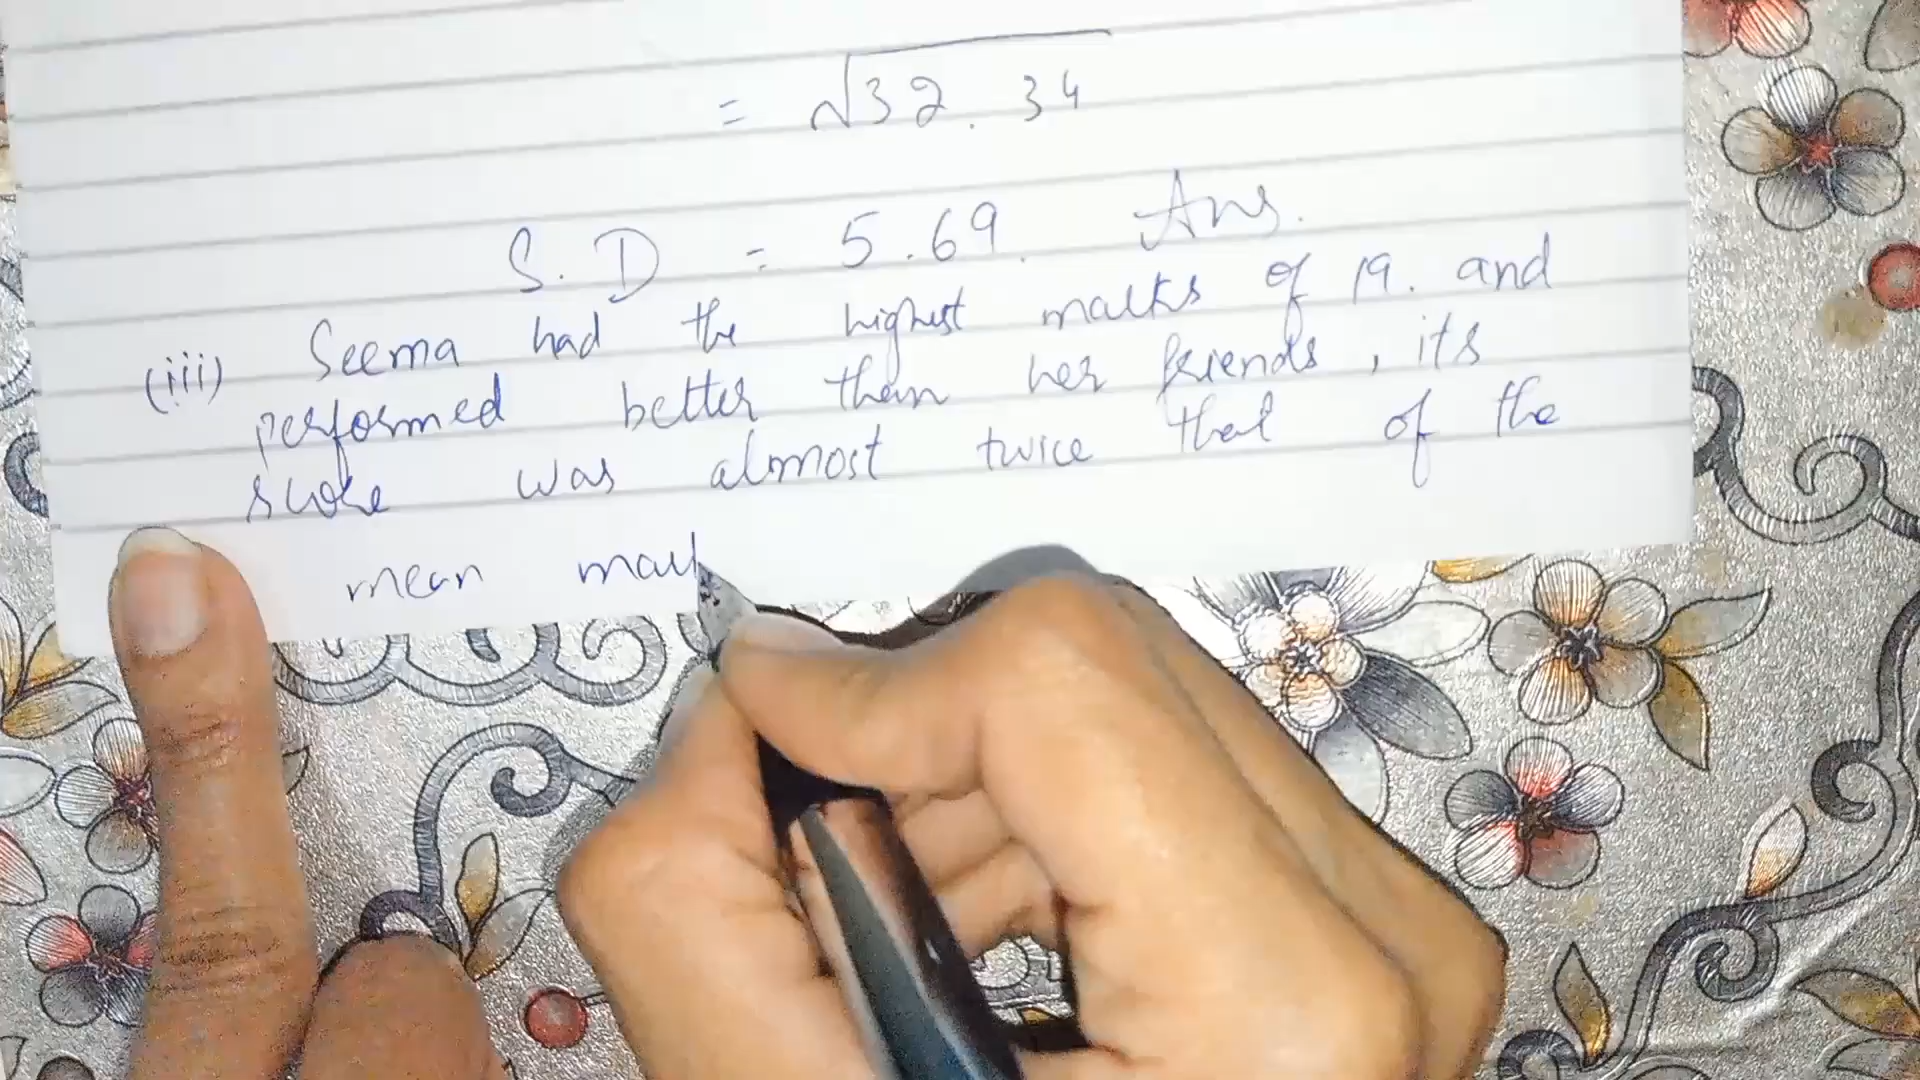 = √32.34
S.D = 5.69. Ans.
(iii) Seema had the highest marks of 19. and
performed better than her friends, its
score was almost twice that of the
mean mark